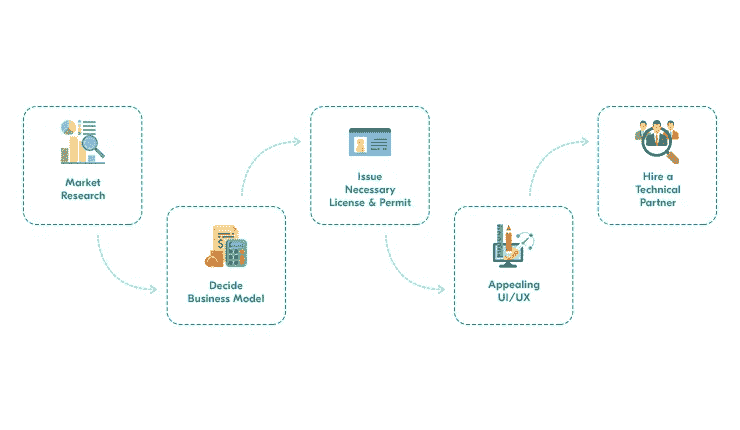 Market
Research
Decide
Business Model
Issue
Necessary
License & Permit
Appealing
UI/UX
Hire a
Technical
Partner